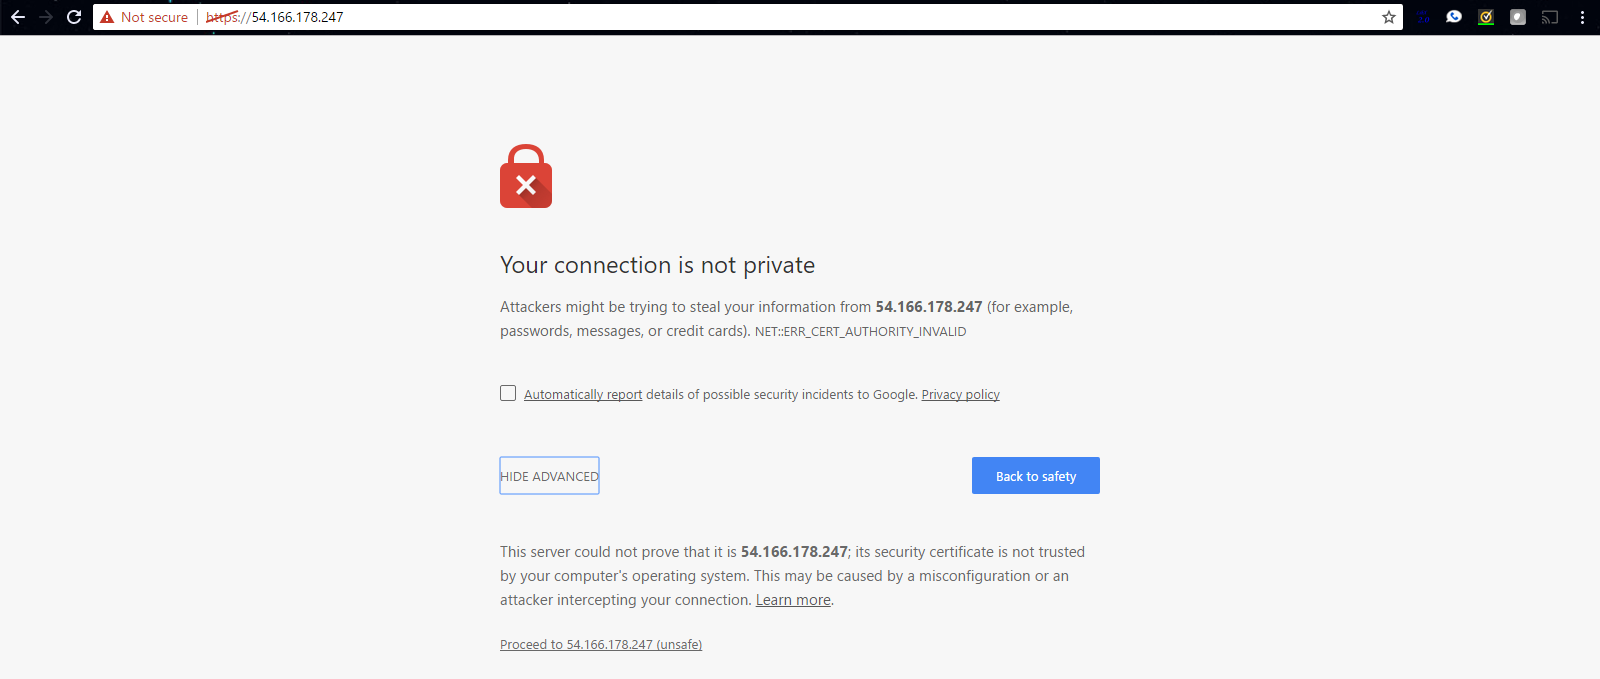 Not secure https://54.166.178.247
Your connection is not private
Attackers might be trying to steal your information from 54.166.178.247 (for example,
passwords, messages, or credit cards). NET::ERR_CERT_AUTHORITY_INVALID
Automatically report details of possible security incidents to Google. Privacy policy
HIDE ADVANCED
Back to safety
This server could not prove that it is 54.166.178.247; its security certificate is not trusted
by your computer's operating system. This may be caused by a misconfiguration or an
attacker intercepting your connection. Learn more.
Proceed to 54.166.178.247 (unsafe)